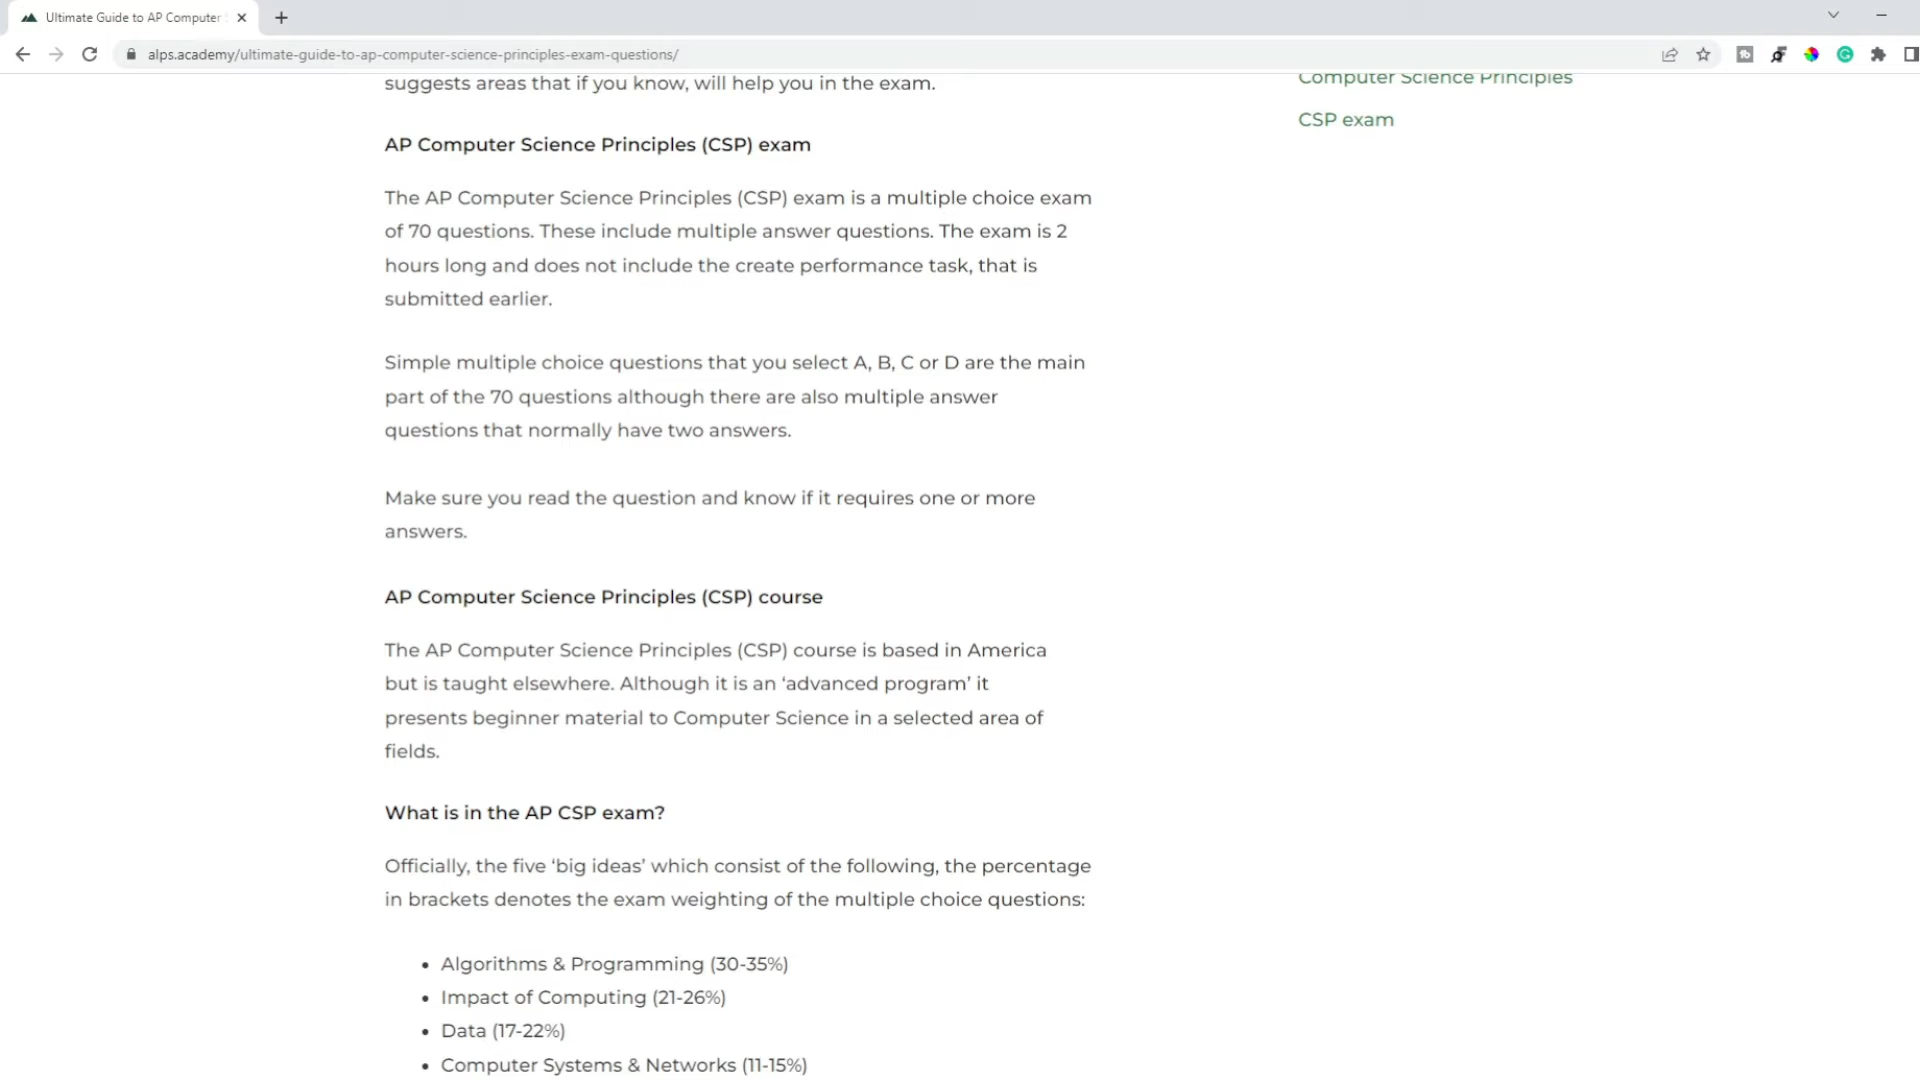 Ultimate Guide to AP Computer
alps.academy/ultimate-guide-to-ap-computer-science-principles-exam-questions/
suggests areas that if you know, will help you in the exam.
Computer Science Principles
CSP exam
AP Computer Science Principles (CSP) exam
The AP Computer Science Principles (CSP) exam is a multiple choice exam
of 70 questions. These include multiple answer questions. The exam is 2
hours long and does not include the create performance task, that is
submitted earlier.
Simple multiple choice questions that you select A, B, C or D are the main
part of the 70 questions although there are also multiple answer
questions that normally have two answers.
Make sure you read the question and know if it requires one or more
answers.
AP Computer Science Principles (CSP) course
The AP Computer Science Principles (CSP) course is based in America
but is taught elsewhere. Although it is an ‘advanced program’ it
presents beginner material to Computer Science in a selected area of
fields.
What is in the AP CSP exam?
Officially, the five ‘big ideas’ which consist of the following, the percentage
in brackets denotes the exam weighting of the multiple choice questions:
• Algorithms & Programming (30-35%)
• Impact of Computing (21-26%)
• Data (17-22%)
• Computer Systems & Networks (11-15%)